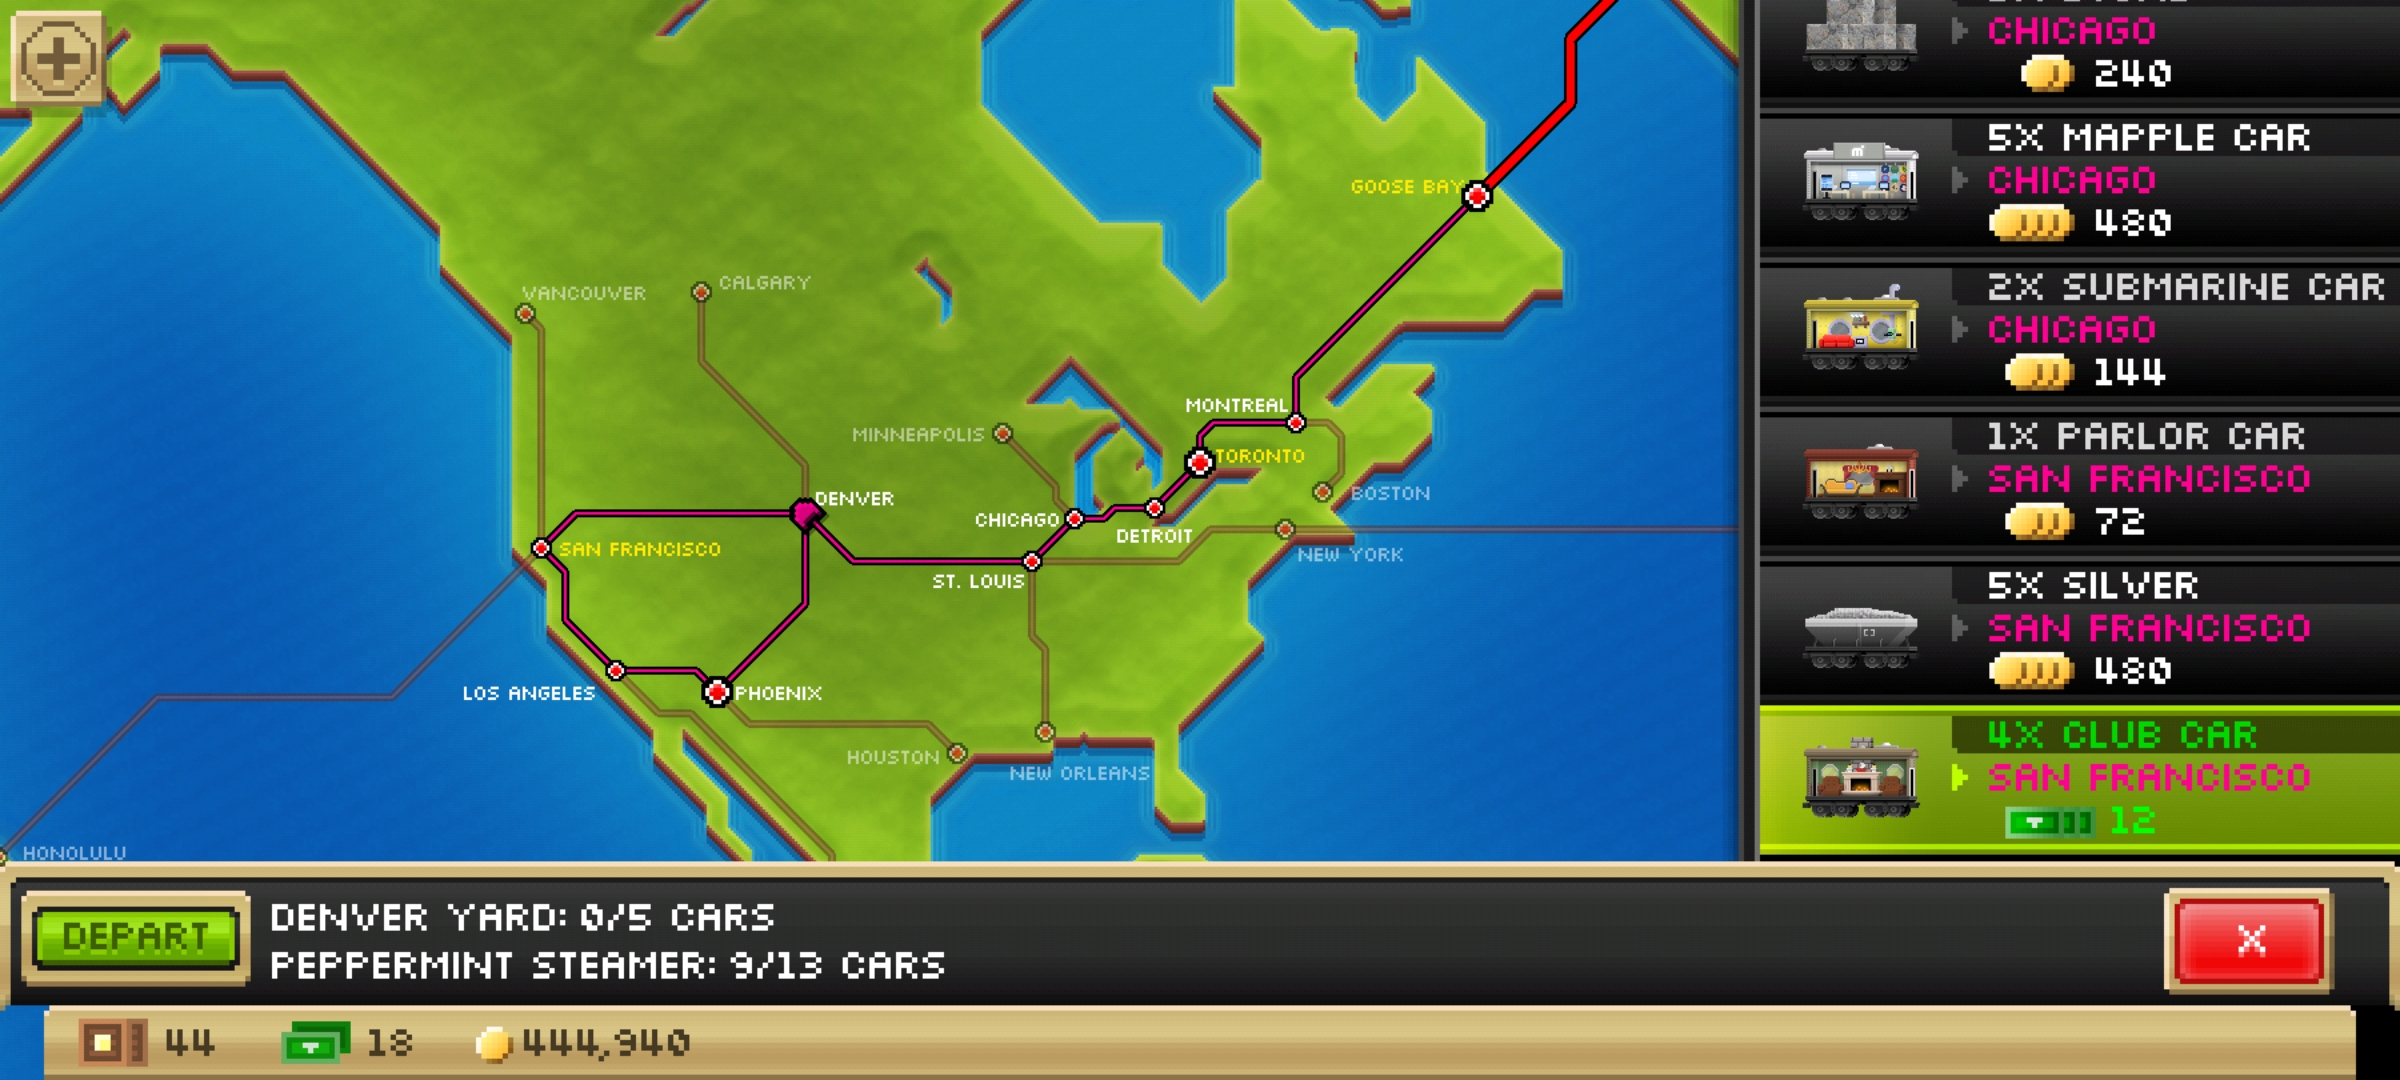 GOOSE BAY
VANCOUVER
CALGARY
MINNEAPOLIS
MONTREAL
TORONTO
BOSTON
DENVER
CHICAGO
DETROIT
NEW YORK
SAN FRANCISCO
ST. LOUIS
LOS ANGELES
PHOENIX
HOUSTON
NEW ORLEANS
HONOLULU
CHICAGO
240
5X MAPPLE CAR
CHICAGO
480
2X SUBMARINE CAR
CHICAGO
144
1X PARLOR CAR
SAN FRANCISCO
72
5X SILVER
SAN FRANCISCO
480
4X CLUB CAR
SAN FRANCISCO
12
DEPART
DENVER YARD: 0/5 CARS
PEPPERMINT STEAMER: 9/13 CARS
X
44
18
444,940